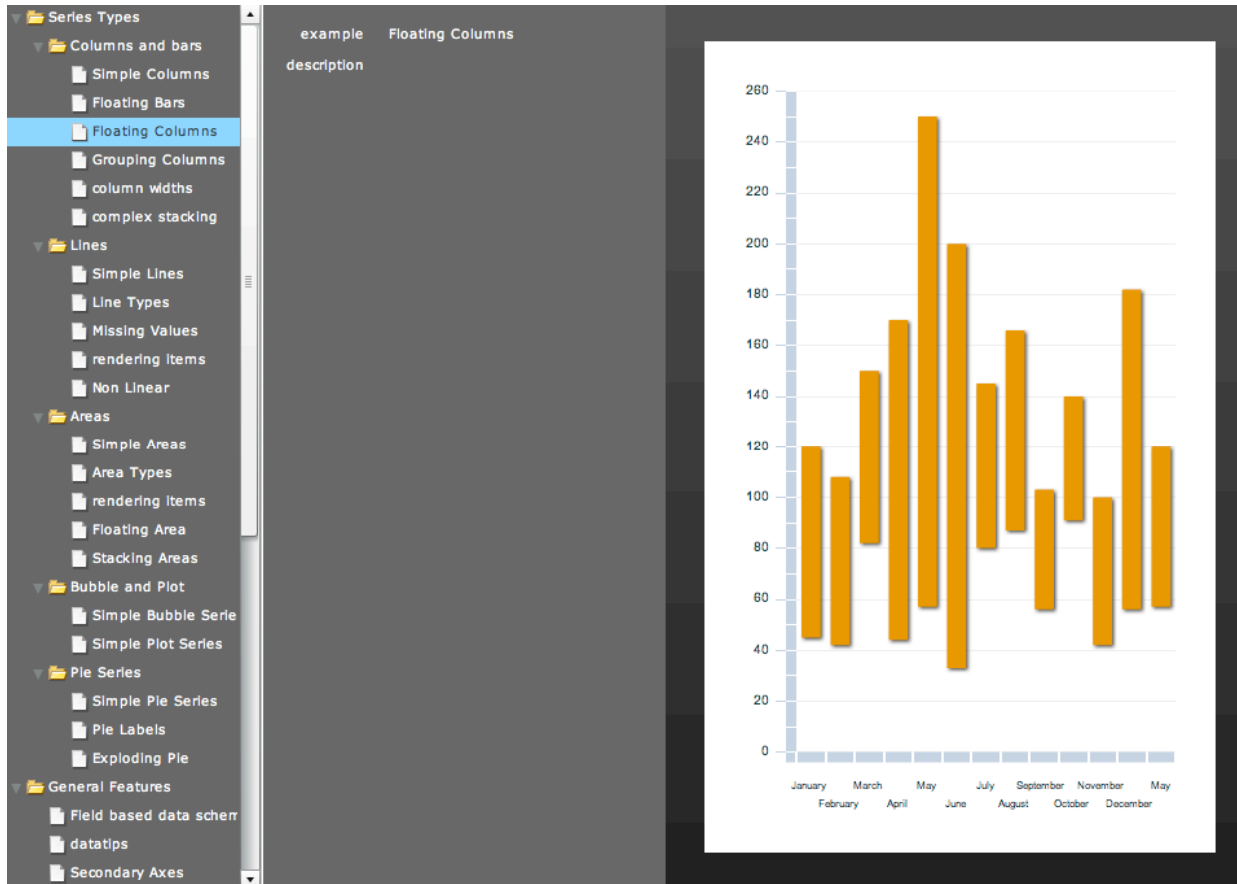 Series Types
Columns and bars
Simple Columns
Floating Bars
Floating Columns
Grouping Columns
column widths
complex stacking
Lines
Simple Lines
Line Types
Missing Values
rendering items
Non Linear
Areas
Simple Areas
Area Types
rendering items
Floating Area
Stacking Areas
Bubble and Plot
Simple Bubble Serie
Simple Plot Series
Pie Series
Simple Pie Series
Pie Labels
Exploding Pie
General Features
Field based data schem
datatips
Secondary Axes
example Floating Columns
description
260
240
220
200
180
160
140
120
100
80
60
40
20
0
January March May July September November May
February April June August October December